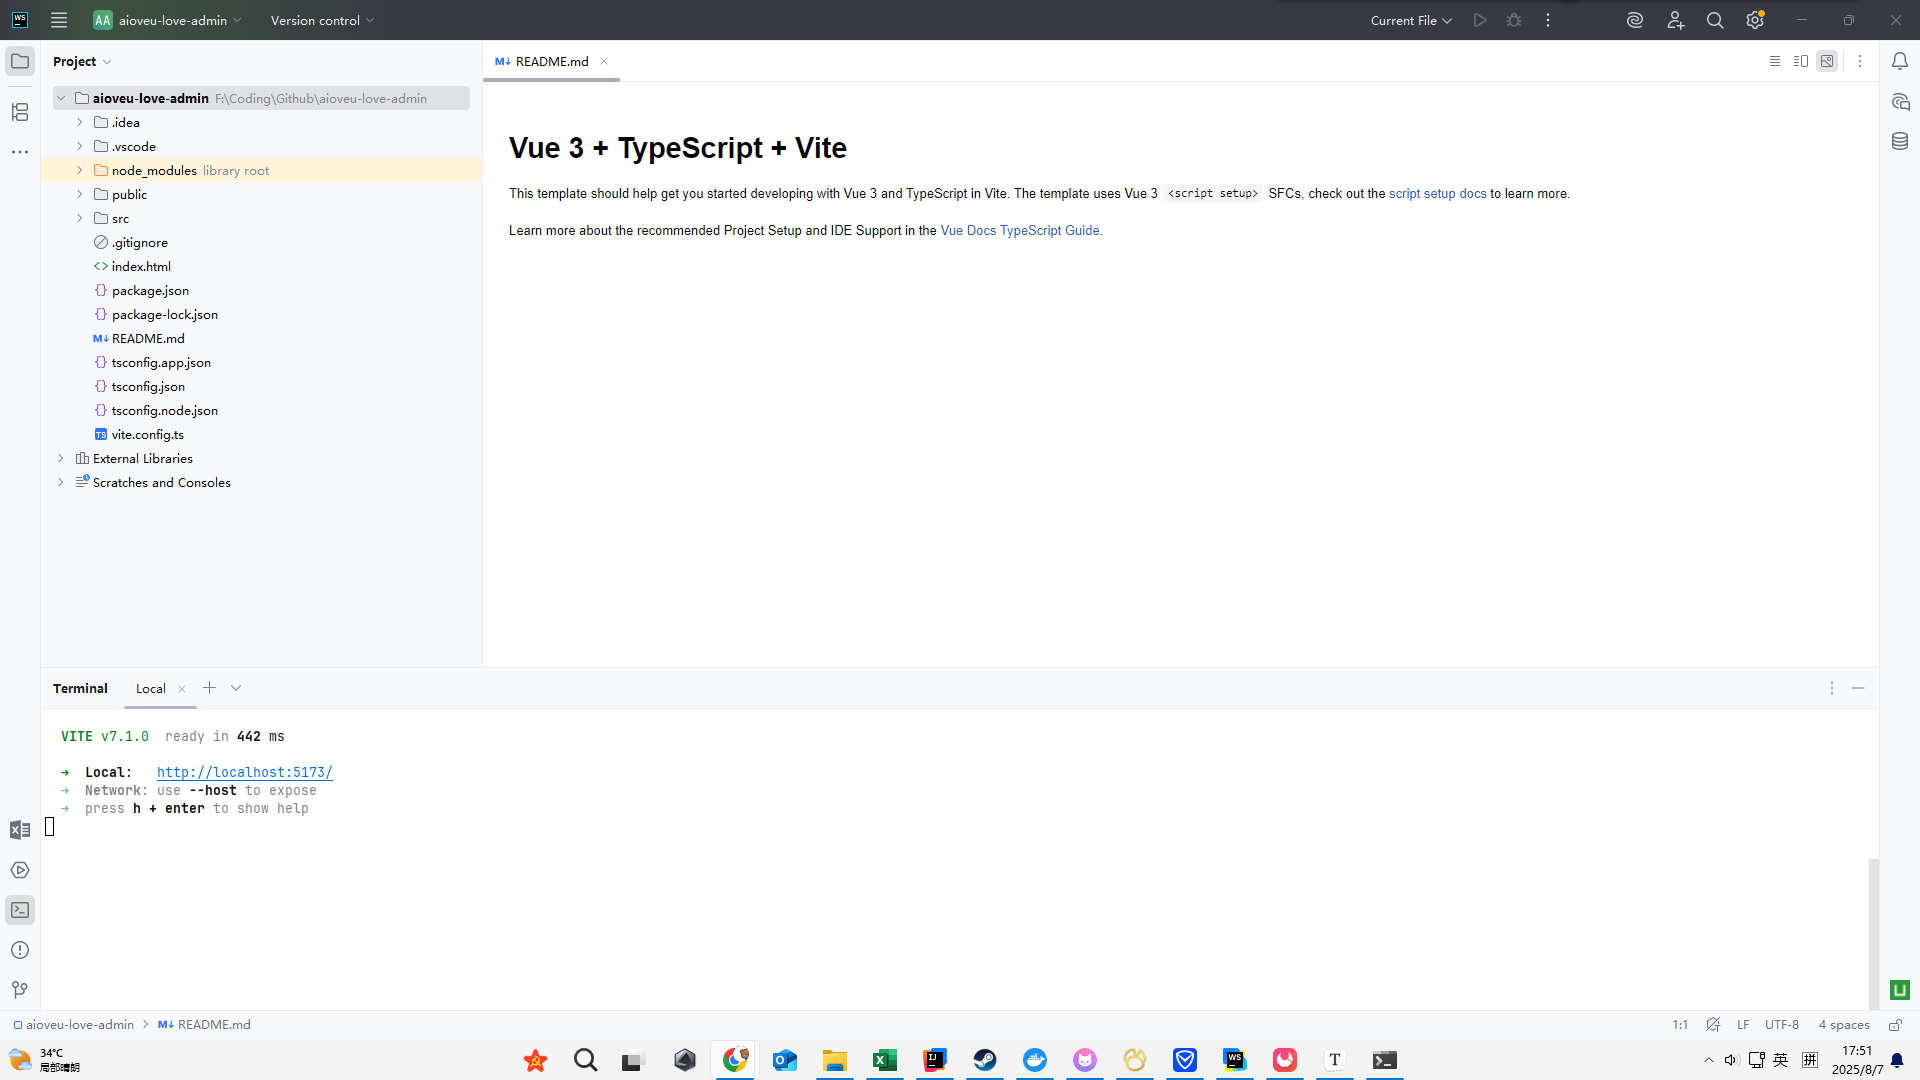 WS
AA aioveu-love-admin
Version control
Current File
Project
M↓ README.md
aioveu-love-admin F:\Coding\Github\aioveu-love-admin
.idea
.vscode
node_modules library root
public
src
.gitignore
<> index.html
{} package.json
{} package-lock.json
M↓ README.md
{} tsconfig.app.json
{} tsconfig.json
{} tsconfig.node.json
TS vite.config.ts
External Libraries
Scratches and Consoles
Vue 3 + TypeScript + Vite
This template should help get you started developing with Vue 3 and TypeScript in Vite. The template uses Vue 3 <script setup> SFCs, check out the script setup docs to learn more.
Learn more about the recommended Project Setup and IDE Support in the Vue Docs TypeScript Guide.
Terminal
Local
VITE v7.1.0 ready in 442 ms
➜ Local: http://localhost:5173/
➜ Network: use --host to expose
➜ press h + enter to show help
aioveu-love-admin > M↓ README.md
1:1
LF
UTF-8
4 spaces
34°C
局部晴朗
IJ
WS
T
英
拼
17:51
2025/8/7